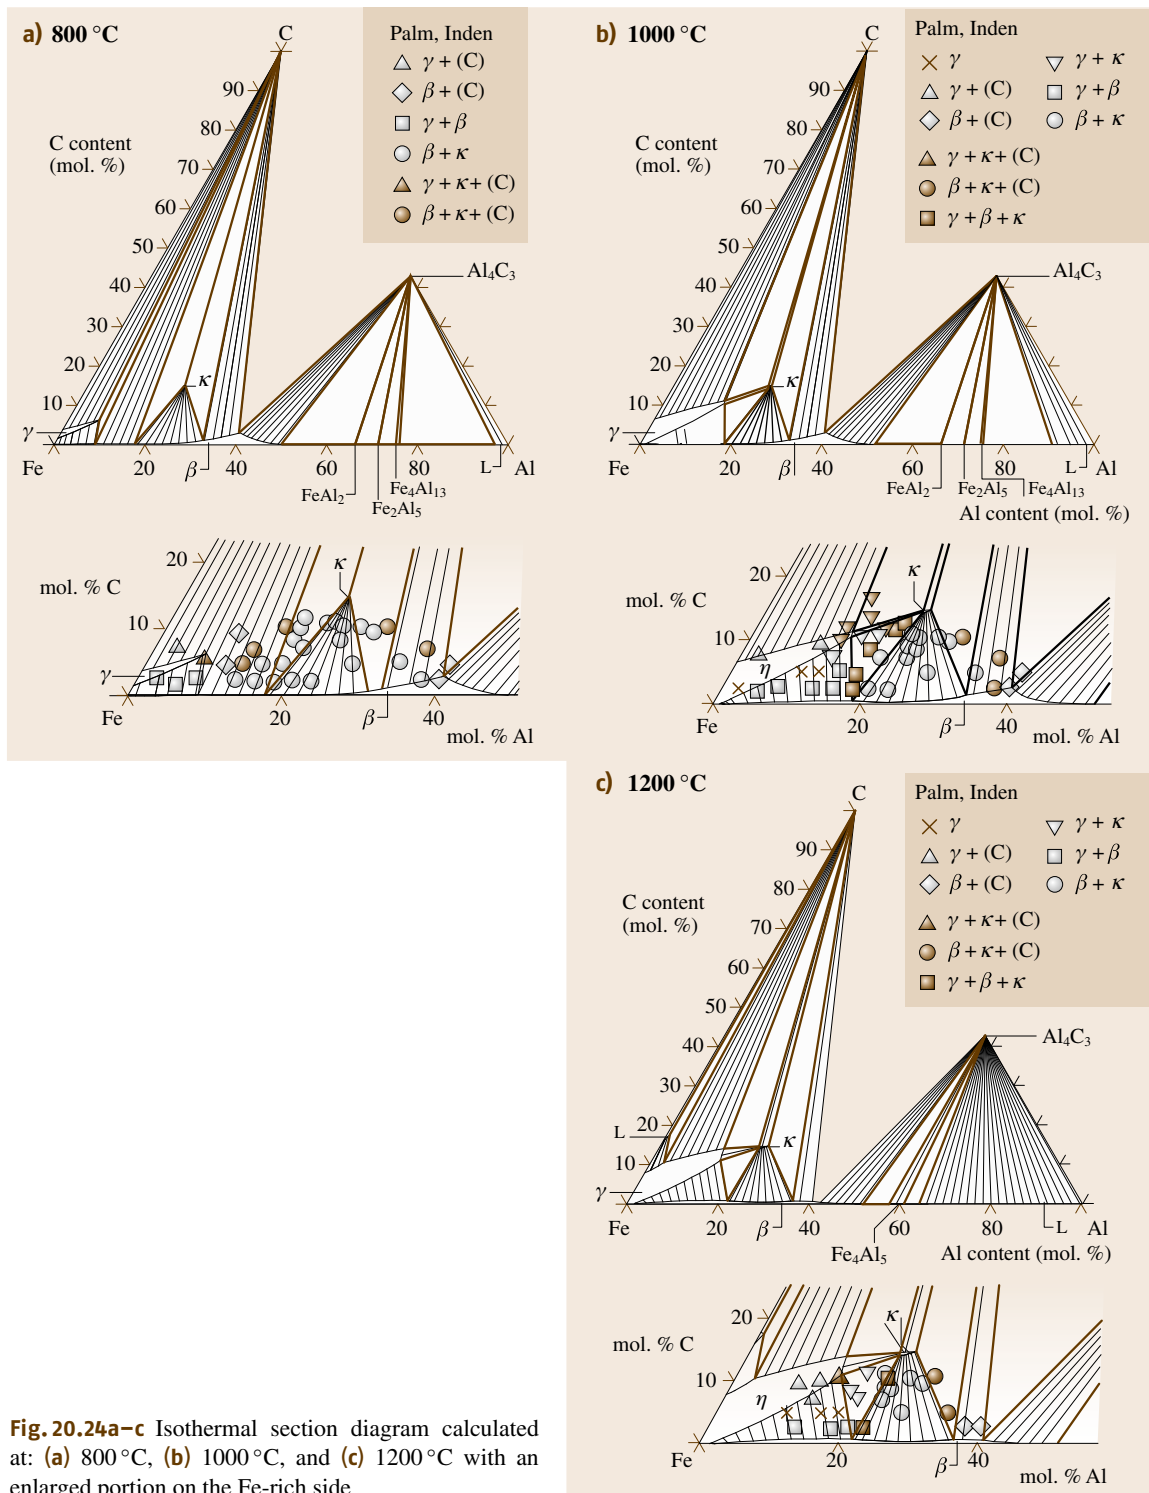 a) 800 °C
C
90
80
C content
(mol. %)
70
60
50
40
30
20
10
γ
κ
Al₄C₃
Fe
20
β
40
60
80
L
Al
FeAl₂
Fe₂Al₅
Fe₄Al₁₃
Palm, Inden
γ + (C)
β + (C)
γ + β
β + κ
γ + κ + (C)
β + κ + (C)
20
mol. % C
10
γ
κ
Fe
20
β
40
mol. % Al
b) 1000 °C
C
90
80
C content
(mol. %)
70
60
50
40
30
20
10
γ
κ
Al₄C₃
Fe
20
β
40
60
80
L
Al
FeAl₂
Fe₂Al₅
Fe₄Al₁₃
Al content (mol. %)
Palm, Inden
γ
γ + κ
γ + (C)
γ + β
β + (C)
β + κ
γ + κ + (C)
β + κ + (C)
γ + β + κ
20
mol. % C
10
η
κ
Fe
20
β
40
mol. % Al
c) 1200 °C
C
90
80
C content
(mol. %)
70
60
50
40
30
L
20
10
γ
κ
Al₄C₃
Fe
20
β
40
60
80
L
Al
Fe₄Al₅
Al content (mol. %)
Palm, Inden
γ
γ + κ
γ + (C)
γ + β
β + (C)
β + κ
γ + κ + (C)
β + κ + (C)
γ + β + κ
20
mol. % C
10
η
κ
Fe
20
β
40
mol. % Al
Fig. 20.24a–c Isothermal section diagram calculated
at: (a) 800 °C, (b) 1000 °C, and (c) 1200 °C with an
enlarged portion on the Fe-rich side